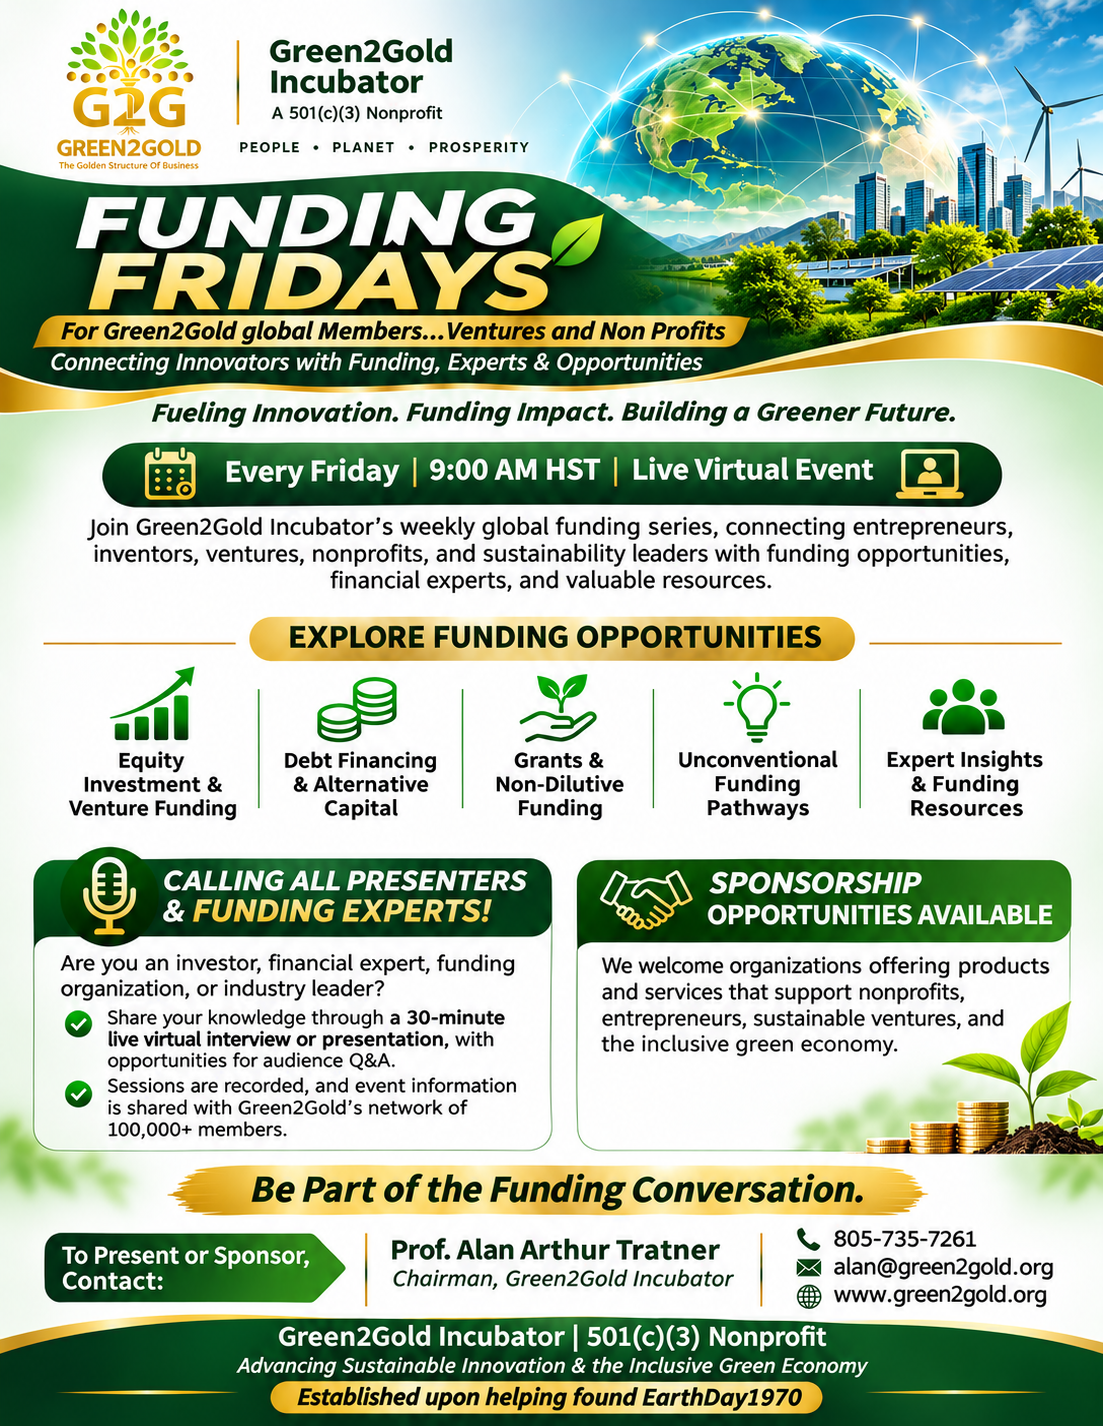 G2G
GREEN2GOLD
The Golden Structure Of Business
Green2Gold
Incubator
A 501(c)(3) Nonprofit
PEOPLE • PLANET • PROSPERITY
FUNDING
FRIDAYS
For Green2Gold global Members...Ventures and Non Profits
Connecting Innovators with Funding, Experts & Opportunities
Fueling Innovation. Funding Impact. Building a Greener Future.
Every Friday | 9:00 AM HST | Live Virtual Event
Join Green2Gold Incubator's weekly global funding series, connecting entrepreneurs,
inventors, ventures, nonprofits, and sustainability leaders with funding opportunities,
financial experts, and valuable resources.
EXPLORE FUNDING OPPORTUNITIES
Equity
Investment &
Venture Funding
Debt Financing
& Alternative
Capital
Grants &
Non-Dilutive
Funding
Unconventional
Funding
Pathways
Expert Insights
& Funding
Resources
CALLING ALL PRESENTERS
& FUNDING EXPERTS!
Are you an investor, financial expert, funding
organization, or industry leader?
Share your knowledge through a 30-minute
live virtual interview or presentation, with
opportunities for audience Q&A.
Sessions are recorded, and event information
is shared with Green2Gold's network of
100,000+ members.
SPONSORSHIP
OPPORTUNITIES AVAILABLE
We welcome organizations offering products
and services that support nonprofits,
entrepreneurs, sustainable ventures, and
the inclusive green economy.
Be Part of the Funding Conversation.
To Present or Sponsor,
Contact:
Prof. Alan Arthur Tratner
Chairman, Green2Gold Incubator
805-735-7261
alan@green2gold.org
www.green2gold.org
Green2Gold Incubator | 501(c)(3) Nonprofit
Advancing Sustainable Innovation & the Inclusive Green Economy
Established upon helping found EarthDay1970